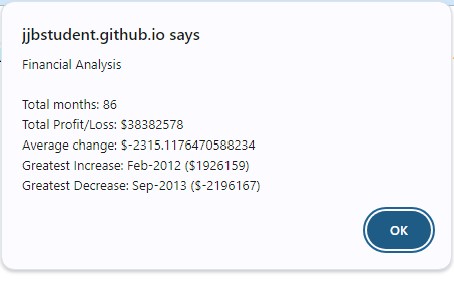 jjbstudent.github.io says
Financial Analysis
Total months: 86
Total Profit/Loss: $38382578
Average change: $-2315.1176470588234
Greatest Increase: Feb-2012 ($1926159)
Greatest Decrease: Sep-2013 ($-2196167)
OK